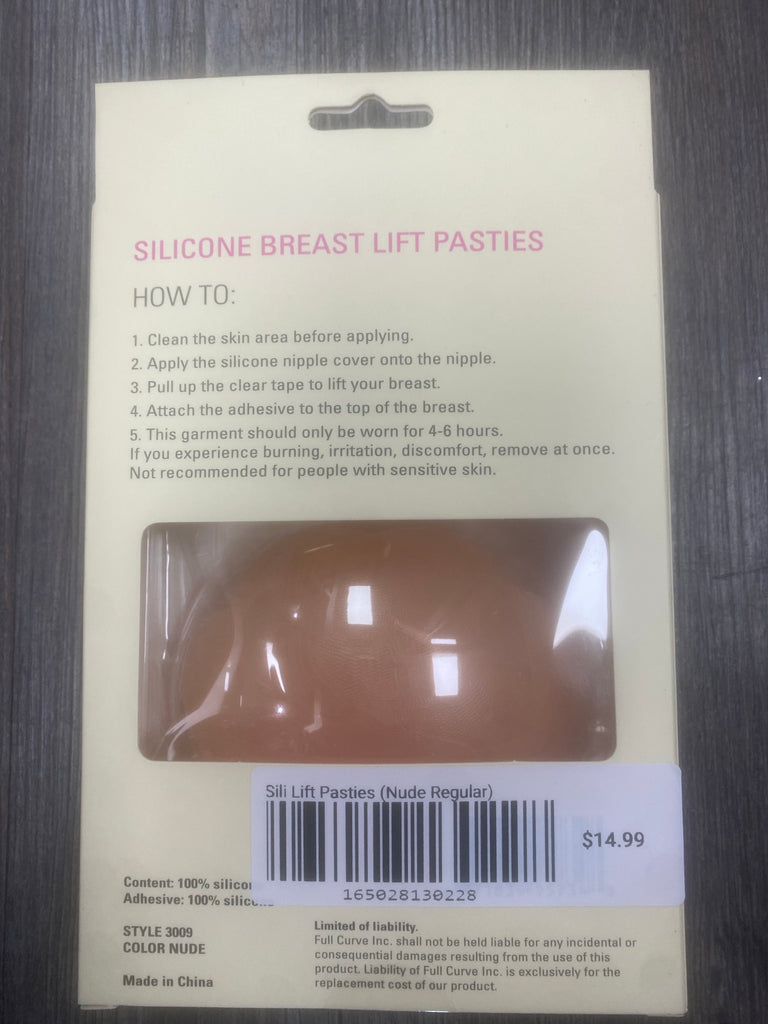 SILICONE BREAST LIFT PASTIES
HOW TO:
1. Clean the skin area before applying.
2. Apply the silicone nipple cover onto the nipple.
3. Pull up the clear tape to lift your breast.
4. Attach the adhesive to the top of the breast.
5. This garment should only be worn for 4-6 hours.
If you experience burning, irritation, discomfort, remove at once.
Not recommended for people with sensitive skin.
Sili Lift Pasties (Nude Regular)
$14.99
165028130228
Content: 100%
Adhesive: 100%
STYLE 3009
COLOR NUDE
Made in China
Limited of liability.
Full Curve Inc. shall not be held liable for any incidental or
consequential damages resulting from the use of this
product. Liability of Full Curve Inc. is exclusively for the
replacement cost of our product.